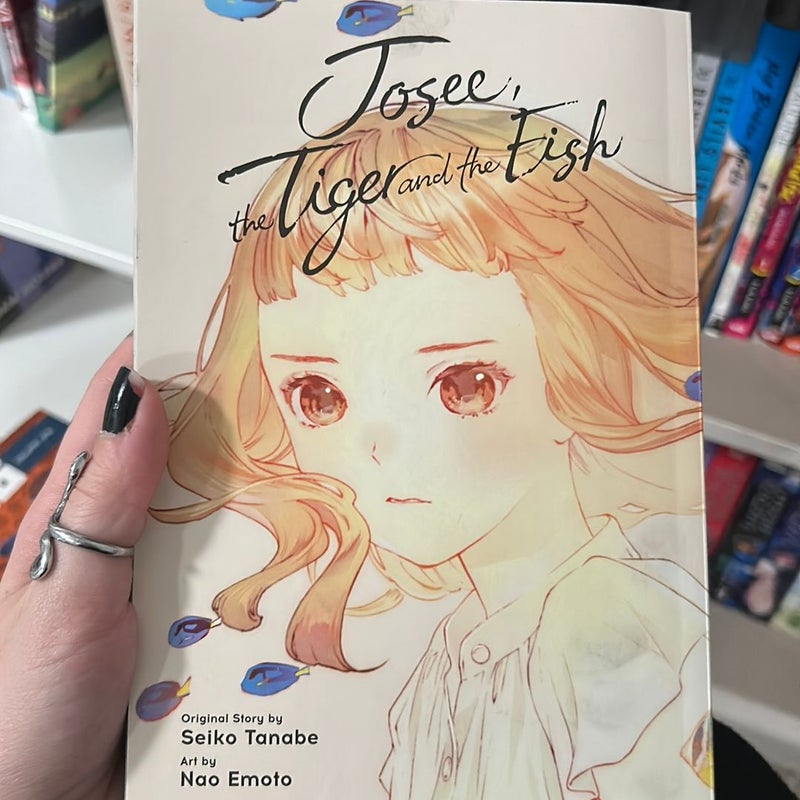 Josee,
the Tiger and the Fish
Original Story by
Seiko Tanabe
Art by
Nao Emoto